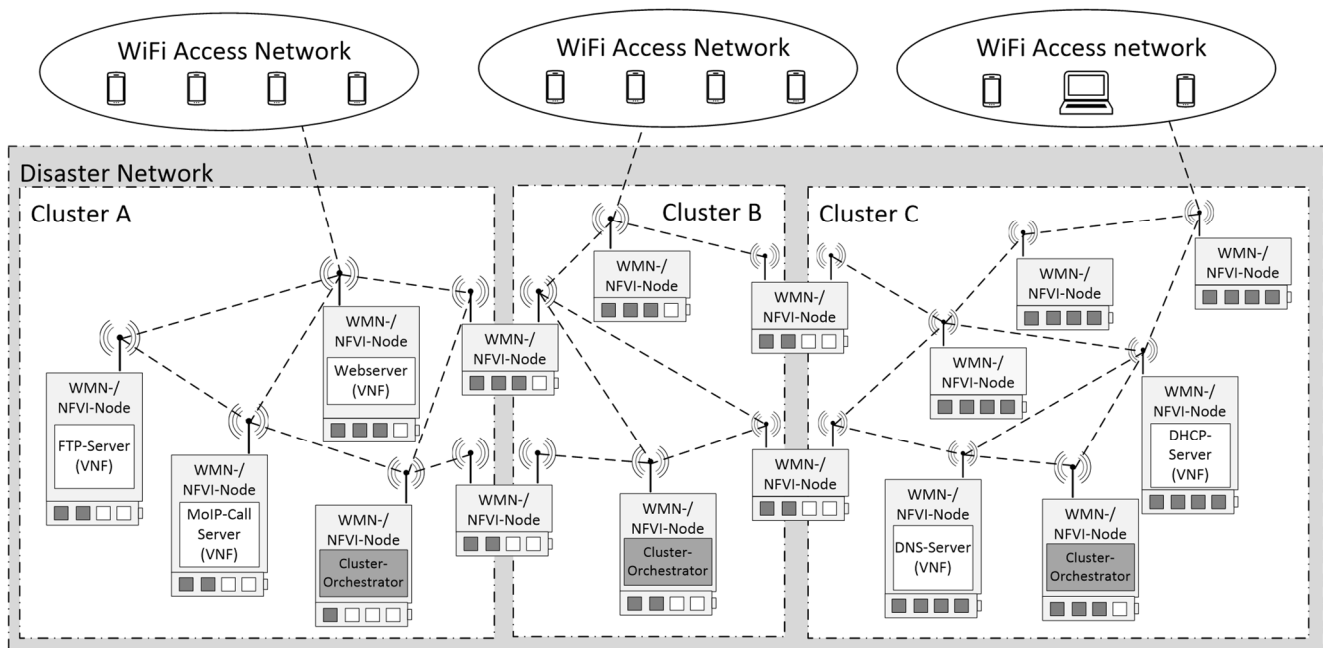 WiFi Access Network
WiFi Access Network
WiFi Access network
Disaster Network
Cluster A
Cluster B
Cluster C
WMN-/
NFVI-Node
FTP-Server
(VNF)
WMN-/
NFVI-Node
MoIP-Call
Server
(VNF)
WMN-/
NFVI-Node
Webserver
(VNF)
WMN-/
NFVI-Node
Cluster-
Orchestrator
WMN-/
NFVI-Node
WMN-/
NFVI-Node
WMN-/
NFVI-Node
WMN-/
NFVI-Node
Cluster-
Orchestrator
WMN-/
NFVI-Node
WMN-/
NFVI-Node
WMN-/
NFVI-Node
WMN-/
NFVI-Node
WMN-/
NFVI-Node
WMN-/
NFVI-Node
DHCP-
Server
(VNF)
WMN-/
NFVI-Node
DNS-Server
(VNF)
WMN-/
NFVI-Node
Cluster-
Orchestrator